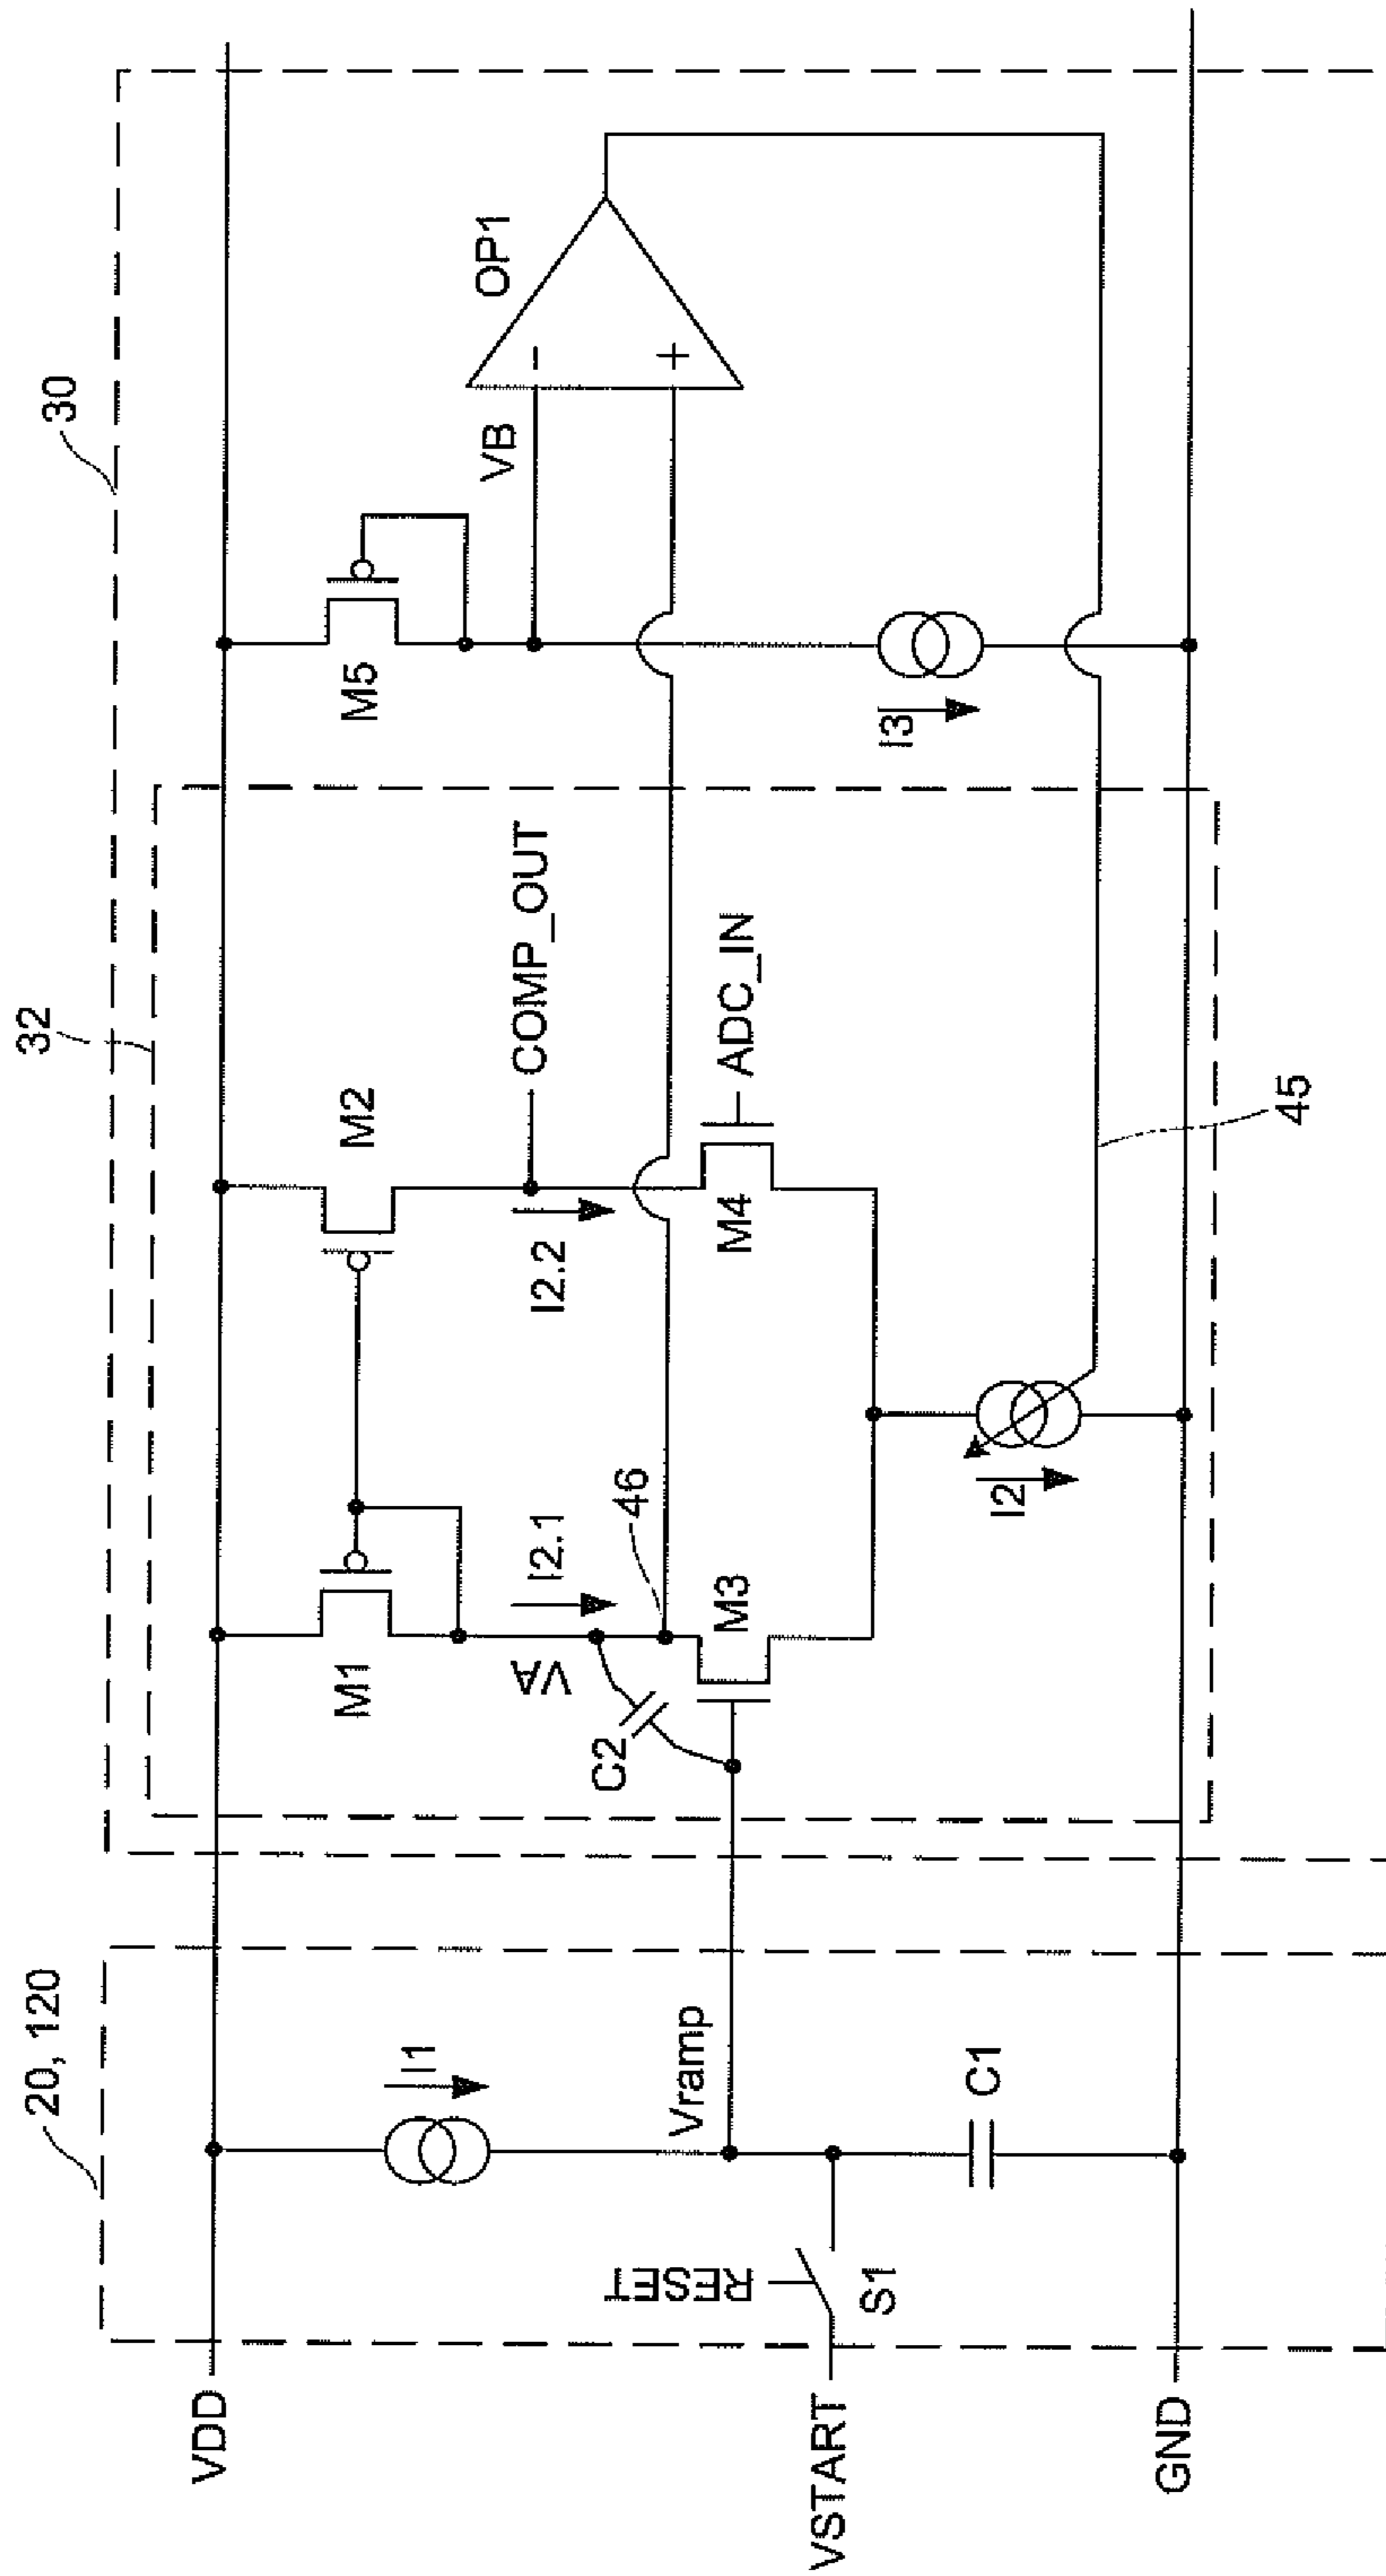 20, 120
32
30
VDD
I1
M1
M2
M5
OP1
VB
-
+
COMP_OUT
I2.1
I2.2
VA
46
C2
RESET
Vramp
M3
M4
ADC_IN
S1
VSTART
C1
I2
I3
GND
45